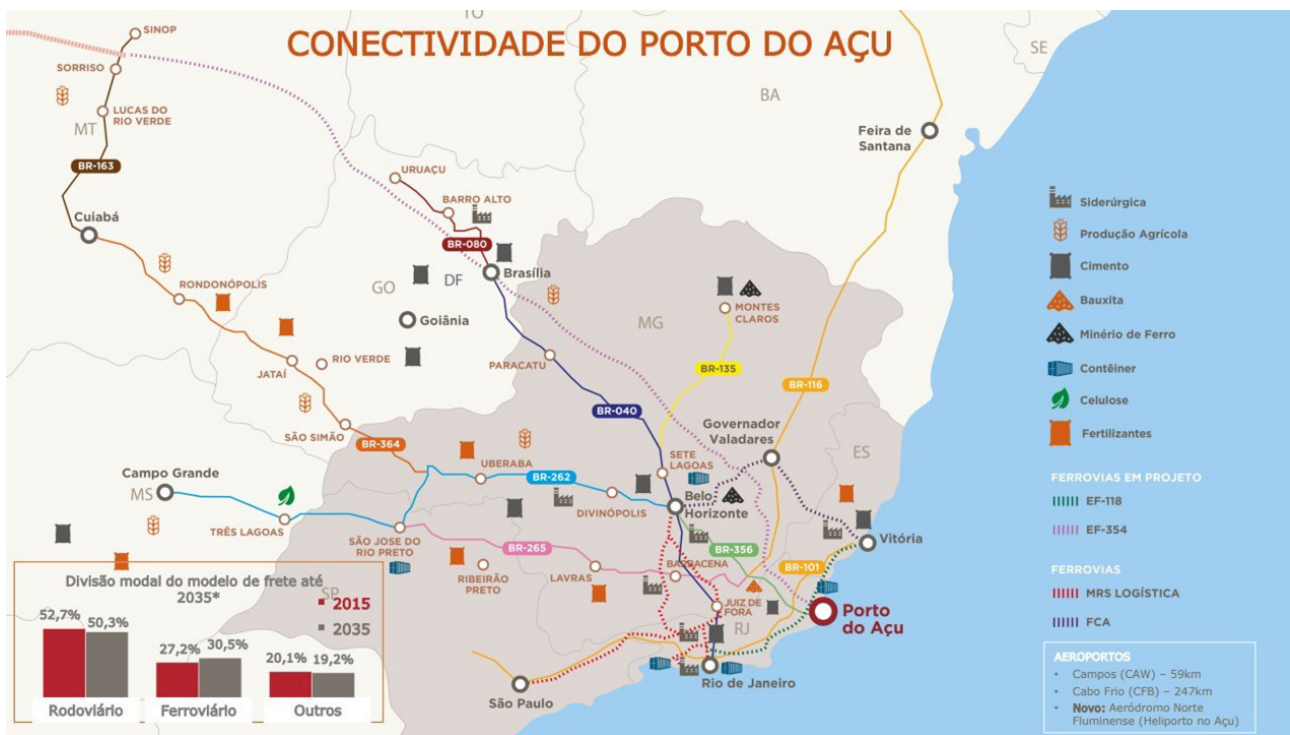 CONECTIVIDADE DO PORTO DO AÇU
TO
SE
BA
SINOP
SORRISO
LUCAS DO
RIO VERDE
MT
BR-163
Cuiabá
RONDONÓPOLIS
Feira de
Santana
URUAÇU
BARRO ALTO
BR-080
Brasília
DF
GO
Goiânia
RIO VERDE
JATAÍ
SÃO SIMÃO
BR-364
MG
MONTES
CLAROS
PARACATU
BR-135
BR-116
BR-040
Governador
Valadares
ES
SETE
LAGOAS
Campo Grande
MS
TRÊS LAGOAS
UBERABA
BR-262
DIVINÓPOLIS
Belo
Horizonte
Vitória
SÃO JOSE DO
RIO PRETO
BR-265
BR-356
BR-101
RIBEIRÃO
PRETO
LAVRAS
BARBACENA
JUIZ DE
FORA
RJ
Porto
do Açu
SP
São Paulo
Rio de Janeiro
Siderúrgica
Produção Agrícola
Cimento
Bauxita
Minério de Ferro
Contêiner
Celulose
Fertilizantes
FERROVIAS EM PROJETO
EF-118
EF-354
FERROVIAS
MRS LOGÍSTICA
FCA
AEROPORTOS
• Campos (CAW) – 59km
• Cabo Frio (CFB) – 247km
• Novo: Aeródromo Norte
Fluminense (Heliporto no Açu)
Divisão modal do modelo de frete até
2035*
2015
2035
52,7%
50,3%
27,2%
30,5%
20,1%
19,2%
Rodoviário
Ferroviário
Outros